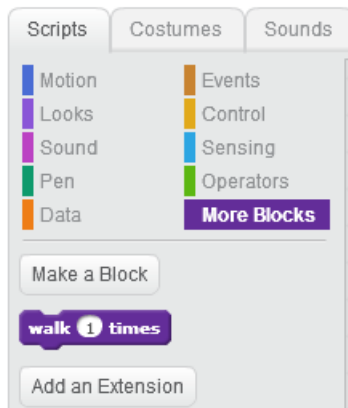 Scripts Costumes Sounds
Motion Events
Looks Control
Sound Sensing
Pen Operators
Data More Blocks
Make a Block
walk 1 times
Add an Extension